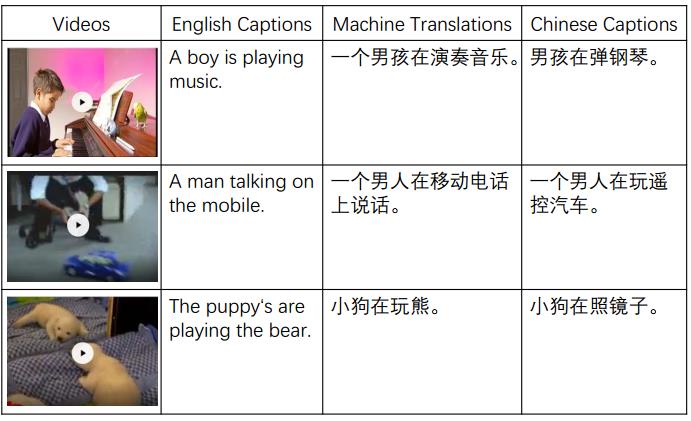 Videos English Captions Machine Translations Chinese Captions
A boy is playing
music.
一个男孩在演奏音乐。
男孩在弹钢琴。
A man talking on
the mobile.
一个男人在移动电话
上说话。
一个男人在玩遥
控汽车。
The puppy‘s are
playing the bear.
小狗在玩熊。
小狗在照镜子。